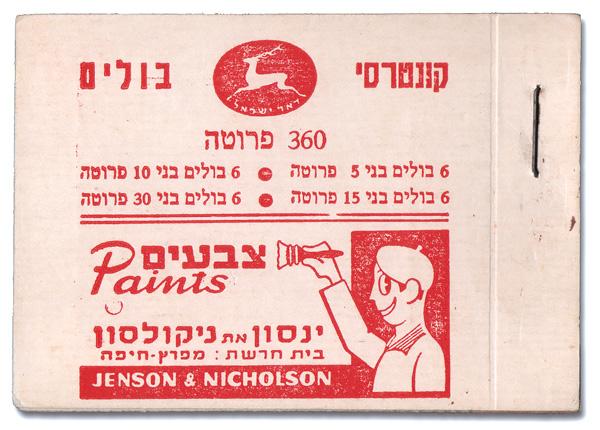 קונטרסי בולים
דאר ישראל
360 פרוטה
6 בולים בני 5 פרוטה • 6 בולים בני 10 פרוטה
6 בולים בני 15 פרוטה • 6 בולים בני 30 פרוטה
צבעים
Paints
ינסון את ניקולסון
בית חרשת: מפרץ-חיפה
JENSON & NICHOLSON